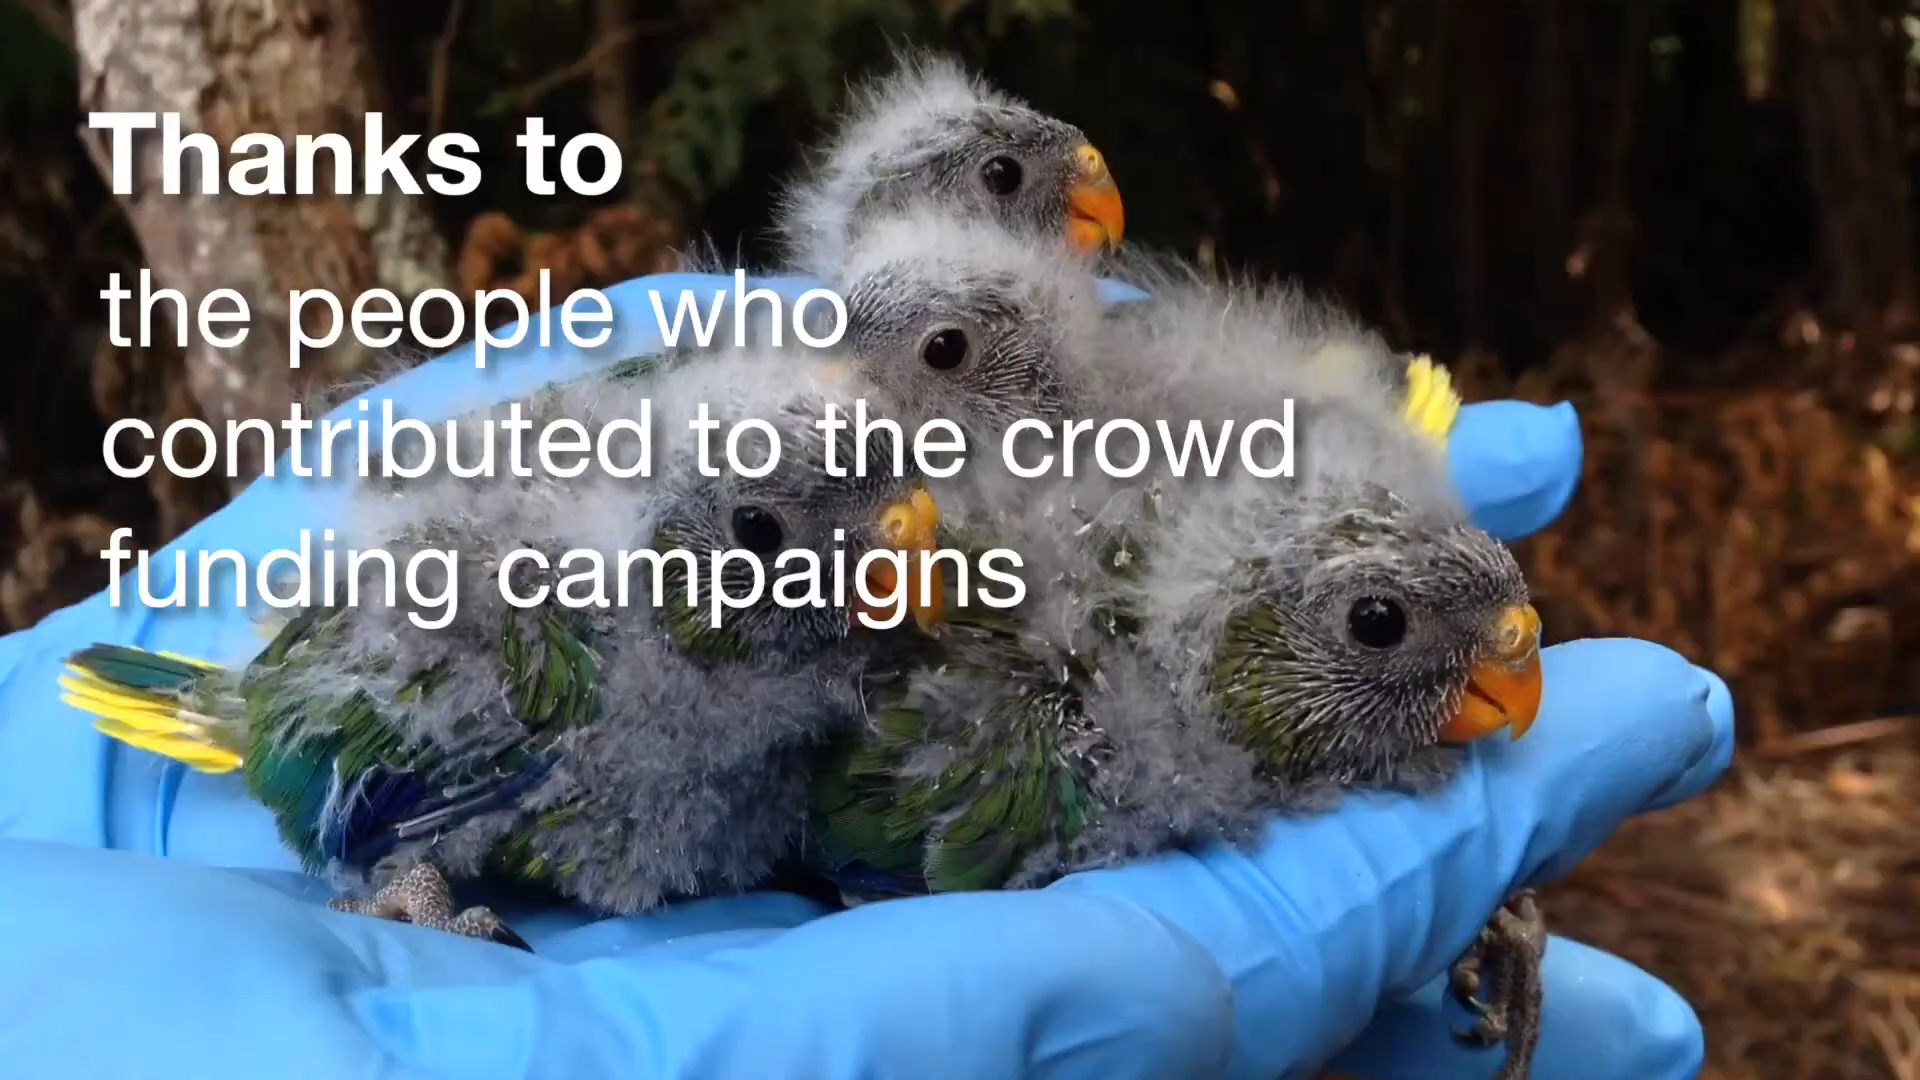 Thanks to
the people who
contributed to the crowd
funding campaigns